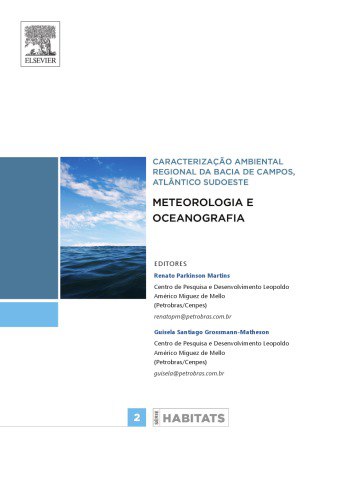 ELSEVIER
CARACTERIZAÇÃO AMBIENTAL
REGIONAL DA BACIA DE CAMPOS,
ATLÂNTICO SUDOESTE
METEOROLOGIA E
OCEANOGRAFIA
EDITORES
Renato Parkinson Martins
Centro de Pesquisa e Desenvolvimento Leopoldo
Américo Miguez de Mello
(Petrobras/Cenpes)
renatopm@petrobras.com.br
Guisela Santiago Grossmann-Matheson
Centro de Pesquisa e Desenvolvimento Leopoldo
Américo Miguez de Mello
(Petrobras/Cenpes)
guisela@petrobras.com.br
2 SÉRIE HABITATS